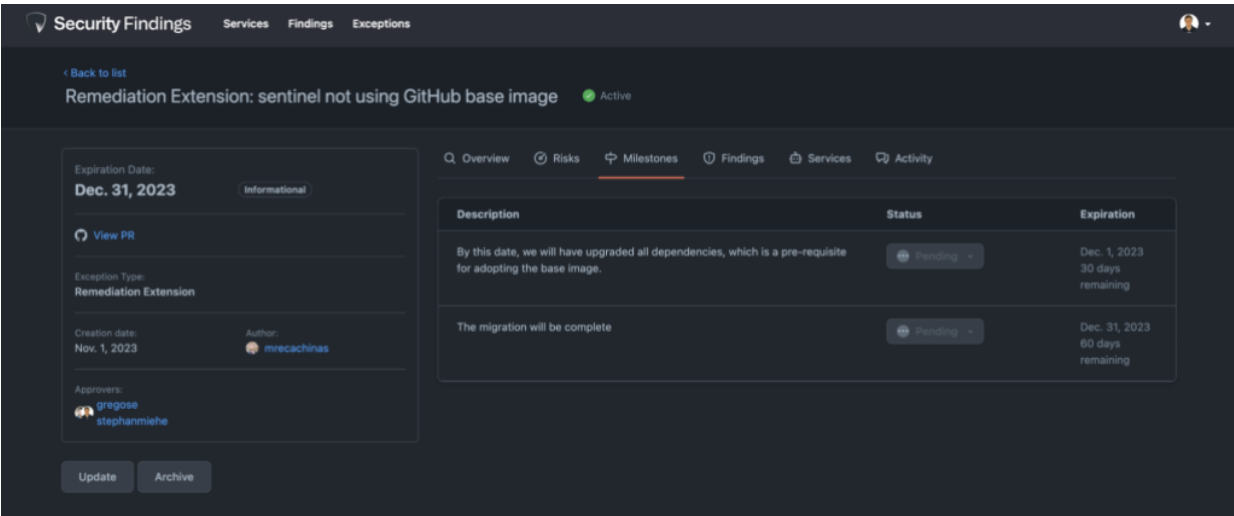 Security Findings Services Findings Exceptions
‹ Back to list
Remediation Extension: sentinel not using GitHub base image Active
Expiration Date:
Dec. 31, 2023 Informational
View PR
Exception Type:
Remediation Extension
Creation date: Author:
Nov. 1, 2023 mrecachinas
Approvers:
gregose
stephanmiehe
Update Archive
Overview Risks Milestones Findings Services Activity
Description Status Expiration
By this date, we will have upgraded all dependencies, which is a pre-requisite
for adopting the base image.
Pending
Dec. 1, 2023
30 days
remaining
The migration will be complete
Pending
Dec. 31, 2023
60 days
remaining